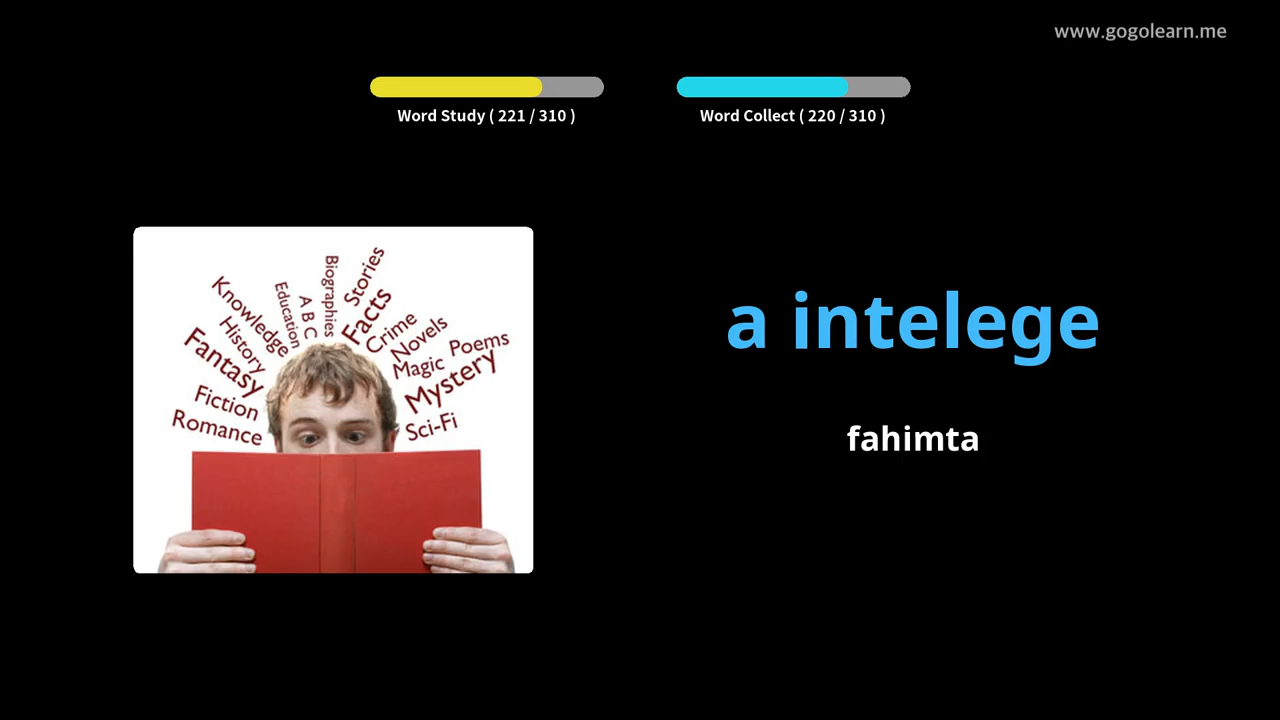 www.gogolearn.me
Word Study ( 221 / 310 )
Word Collect ( 220 / 310 )
Knowledge
Education
A B C
Biographies
Stories
Facts
Crime
Novels
Poems
History
Fantasy
Magic
Mystery
Fiction
Romance
Sci-Fi
a intelege
fahimta